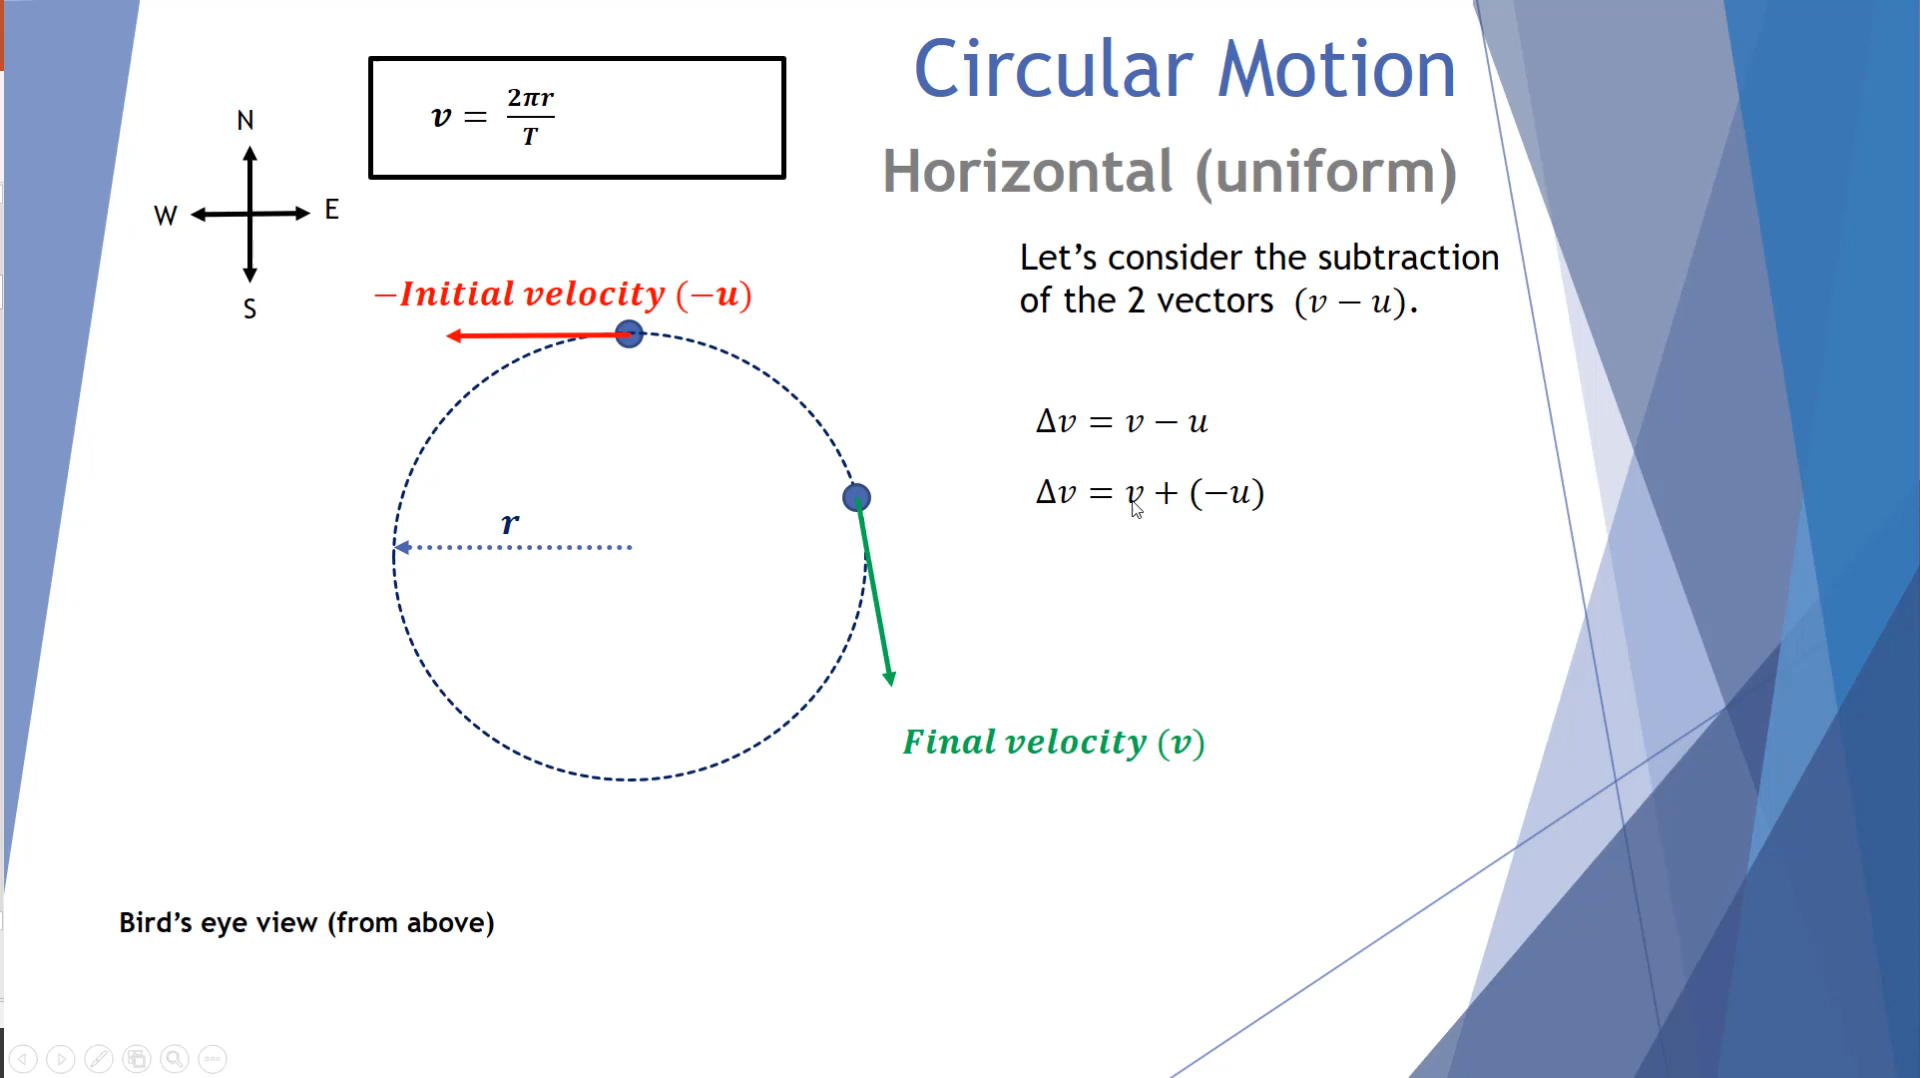 Circular Motion
Horizontal (uniform)
v = 2πr/T
N
W
E
S
Let’s consider the subtraction
of the 2 vectors (v − u).
−Initial velocity (−u)
Δv = v − u
Δv = v + (−u)
r
Final velocity (v)
Bird’s eye view (from above)